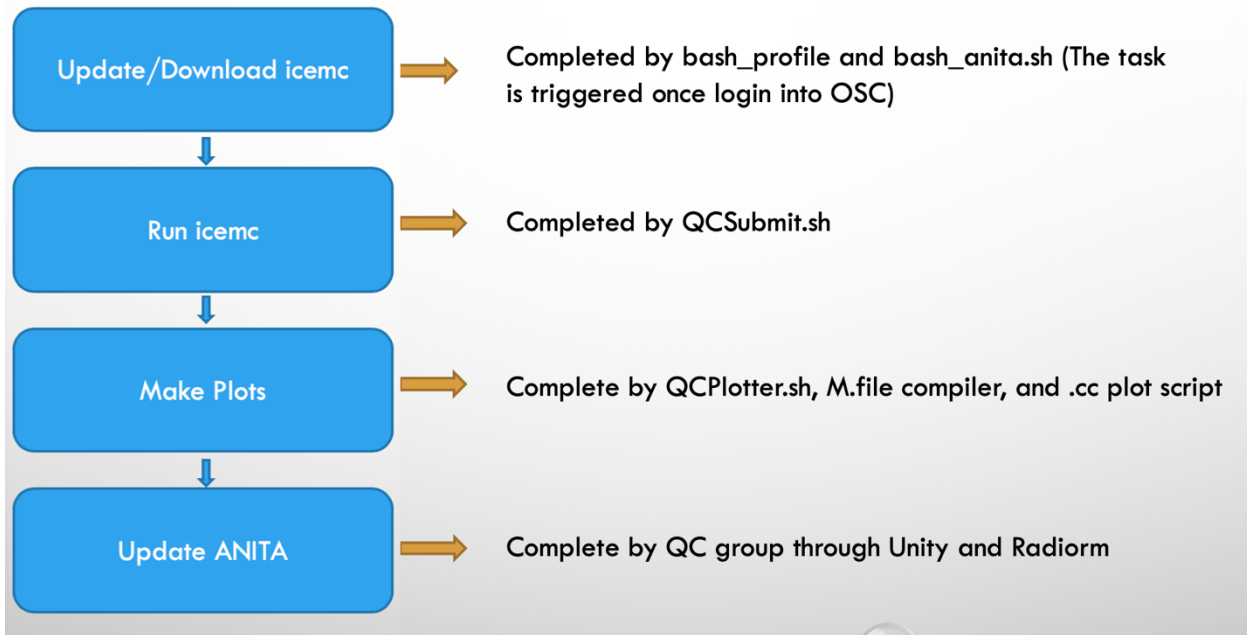 Update/Download icemc
Completed by bash_profile and bash_anita.sh (The task
is triggered once login into OSC)
Run icemc
Completed by QCSubmit.sh
Make Plots
Complete by QCPlotter.sh, M.file compiler, and .cc plot script
Update ANITA
Complete by QC group through Unity and Radiorm